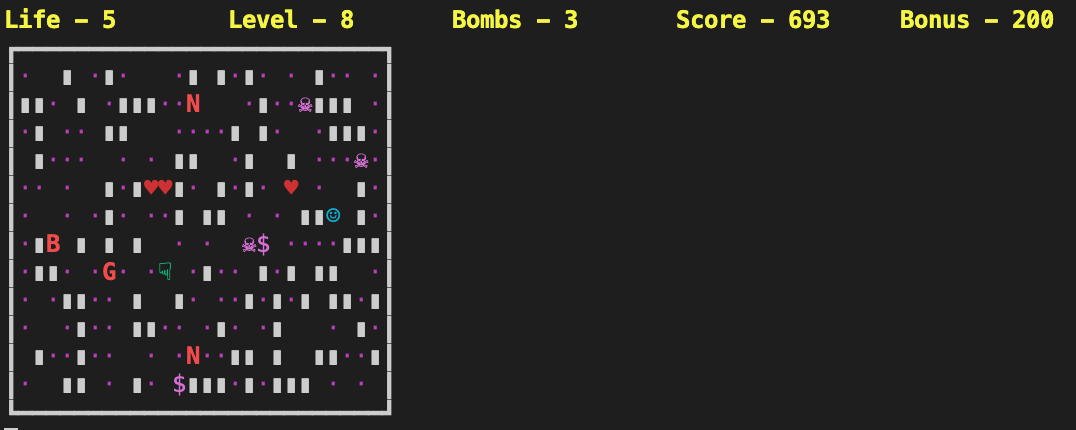 Life – 5 Level – 8 Bombs – 3 Score – 693 Bonus – 200
N
B $
G
N
$